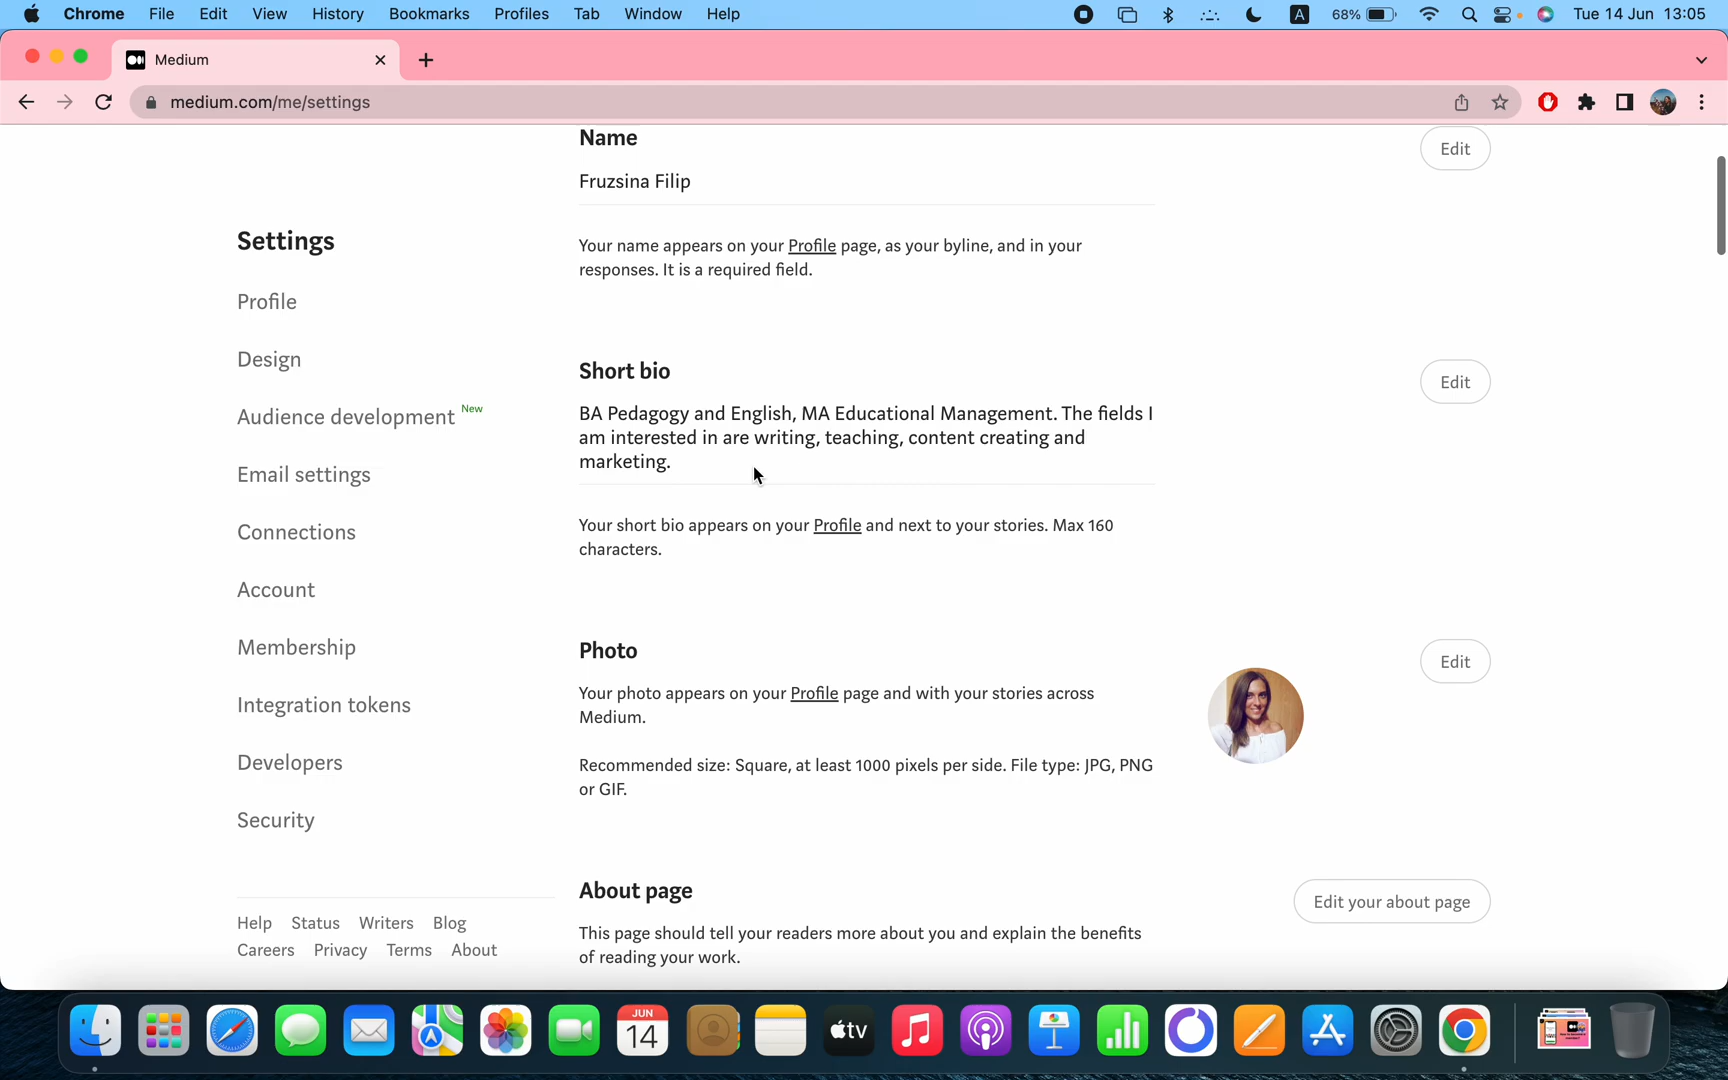 Chrome File Edit View History Bookmarks Profiles Tab Window Help A 68% Tue 14 Jun 13:05
Medium
medium.com/me/settings
Name
Edit
Fruzsina Filip
Your name appears on your Profile page, as your byline, and in your
responses. It is a required field.
Settings
Profile
Design
Audience development New
Email settings
Connections
Account
Membership
Integration tokens
Developers
Security
Help Status Writers Blog
Careers Privacy Terms About
Short bio
Edit
BA Pedagogy and English, MA Educational Management. The fields I
am interested in are writing, teaching, content creating and
marketing.
Your short bio appears on your Profile and next to your stories. Max 160
characters.
Photo
Edit
Your photo appears on your Profile page and with your stories across
Medium.
Recommended size: Square, at least 1000 pixels per side. File type: JPG, PNG
or GIF.
About page
Edit your about page
This page should tell your readers more about you and explain the benefits
of reading your work.
JUN
14
tv